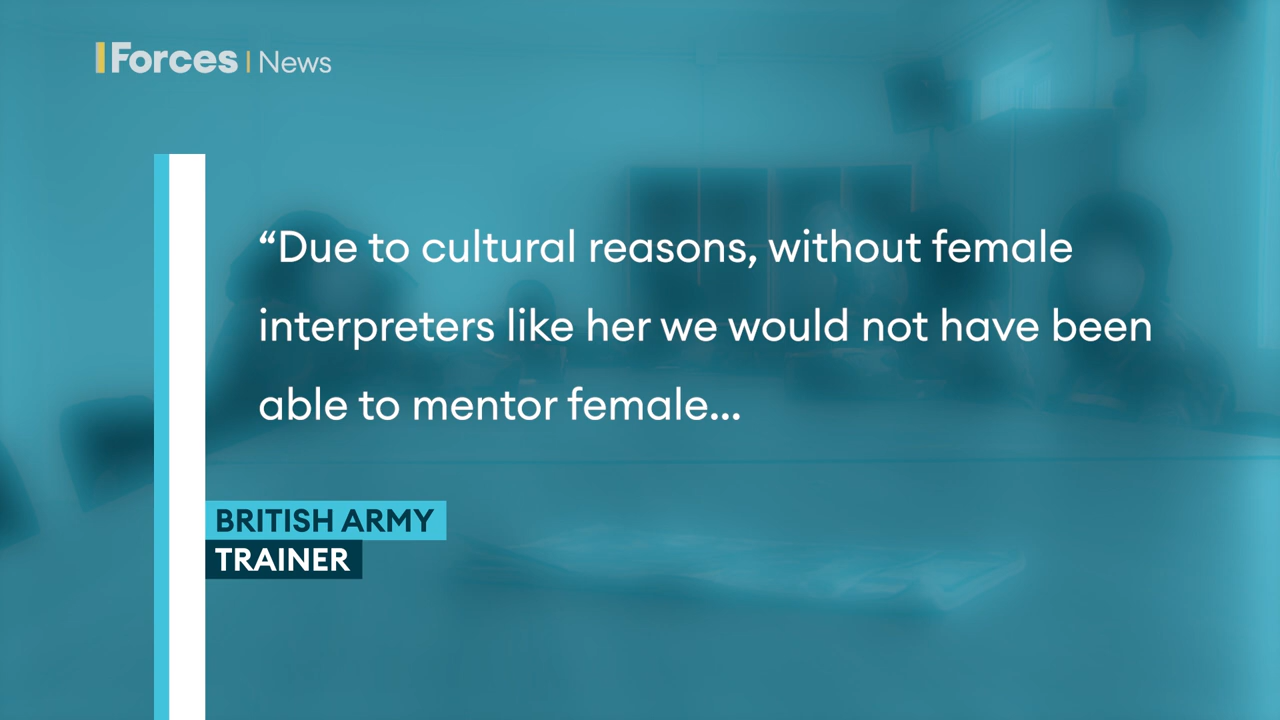 Forces News
“Due to cultural reasons, without female
interpreters like her we would not have been
able to mentor female...
BRITISH ARMY
TRAINER